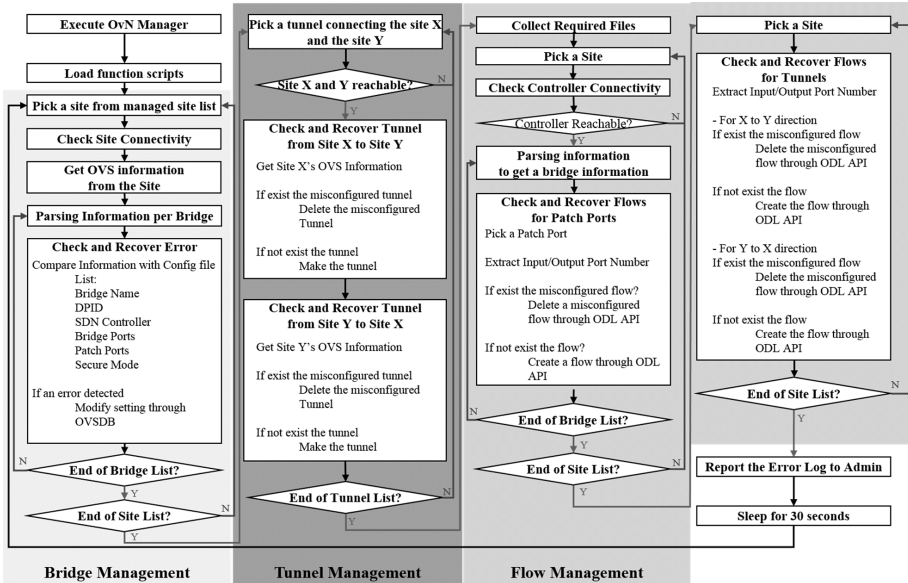 Execute OvN Manager
Load function scripts
Pick a site from managed site list
Check Site Connectivity
Get OVS information
from the Site
Parsing Information per Bridge
Check and Recover Error
Compare Information with Config file
List:
Bridge Name
DPID
SDN Controller
Bridge Ports
Patch Ports
Secure Mode
If an error detected
Modify setting through
OVSDB
End of Bridge List?
N
Y
End of Site List?
N
Y
Bridge Management
Pick a tunnel connecting the site X
and the site Y
Site X and Y reachable?
N
Y
Check and Recover Tunnel
from Site X to Site Y
Get Site X's OVS Information
If exist the misconfigured tunnel
Delete the misconfigured
Tunnel
If not exist the tunnel
Make the tunnel
Check and Recover Tunnel
from Site Y to Site X
Get Site Y's OVS Information
If exist the misconfigured tunnel
Delete the misconfigured
Tunnel
If not exist the tunnel
Make the tunnel
End of Tunnel List?
N
Y
Tunnel Management
Collect Required Files
Pick a Site
Check Controller Connectivity
Controller Reachable?
N
Y
Parsing information
to get a bridge information
Check and Recover Flows
for Patch Ports
Pick a Patch Port
Extract Input/Output Port Number
If exist the misconfigured flow?
Delete a misconfigured
flow through ODL API
If not exist the flow?
Create a flow through ODL
API
End of Bridge List?
N
Y
End of Site List?
N
Y
Flow Management
Pick a Site
Check and Recover Flows
for Tunnels
Extract Input/Output Port Number
- For X to Y direction
If exist the misconfigured flow
Delete the misconfigured
flow through ODL API
If not exist the flow
Create the flow through
ODL API
- For Y to X direction
If exist the misconfigured flow
Delete the misconfigured
flow through ODL API
If not exist the flow
Create the flow through
ODL API
End of Site List?
N
Y
Report the Error Log to Admin
Sleep for 30 seconds